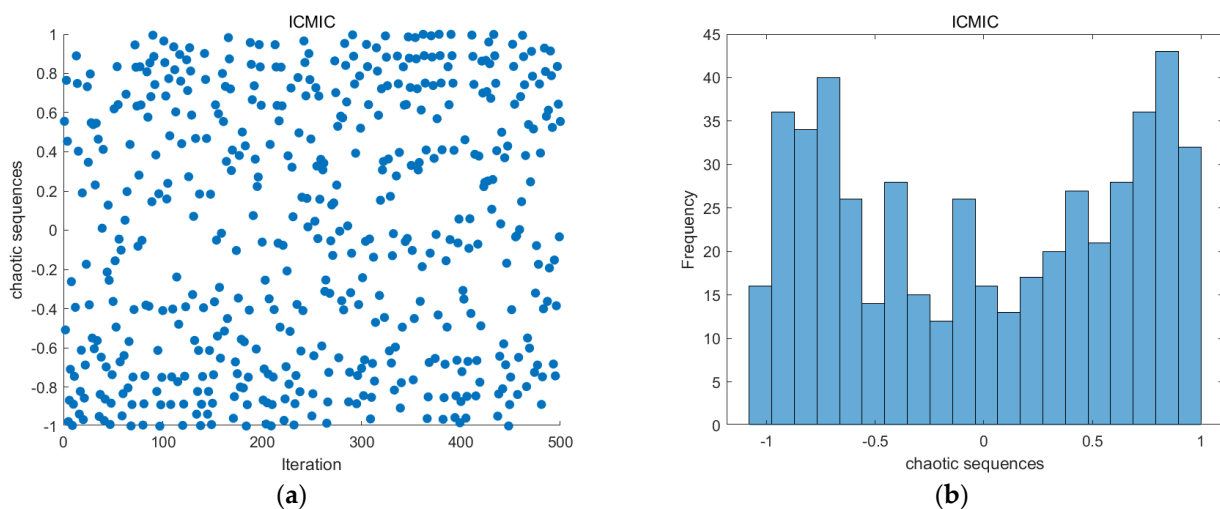 ICMIC
1
0.8
0.6
0.4
0.2
0
-0.2
-0.4
-0.6
-0.8
-1
chaotic sequences
0 100 200 300 400 500
Iteration
(a)
ICMIC
45
40
35
30
25
20
15
10
5
0
Frequency
-1 -0.5 0 0.5 1
chaotic sequences
(b)